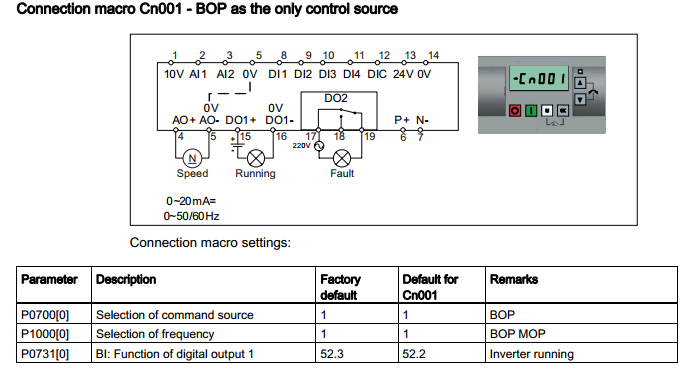 Connection macro Cn001 - BOP as the only control source
1 2 3 5 8 9 10 11 12 13 14
10V AI1 AI2 0V DI1 DI2 DI3 DI4 DIC 24V 0V
-Cn001
0V 0V DO2
AO+ AO- DO1+ DO1- P+ N-
4 5 15 16 17 18 19 6 7
+ 220V
-
N
Speed Running Fault
0~20mA=
0~50/60Hz
Connection macro settings:
Parameter Description Factory default Default for Cn001 Remarks
P0700[0] Selection of command source 1 1 BOP
P1000[0] Selection of frequency 1 1 BOP MOP
P0731[0] BI: Function of digital output 1 52.3 52.2 Inverter running